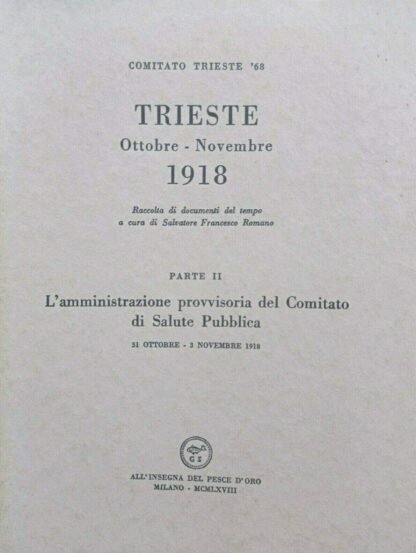 COMITATO TRIESTE '68
TRIESTE
Ottobre - Novembre
1918
Raccolta di documenti del tempo
a cura di Salvatore Francesco Romano
PARTE II
L'amministrazione provvisoria del Comitato
di Salute Pubblica
31 OTTOBRE - 3 NOVEMBRE 1918
G S
ALL'INSEGNA DEL PESCE D'ORO
MILANO - MCMLXVIII